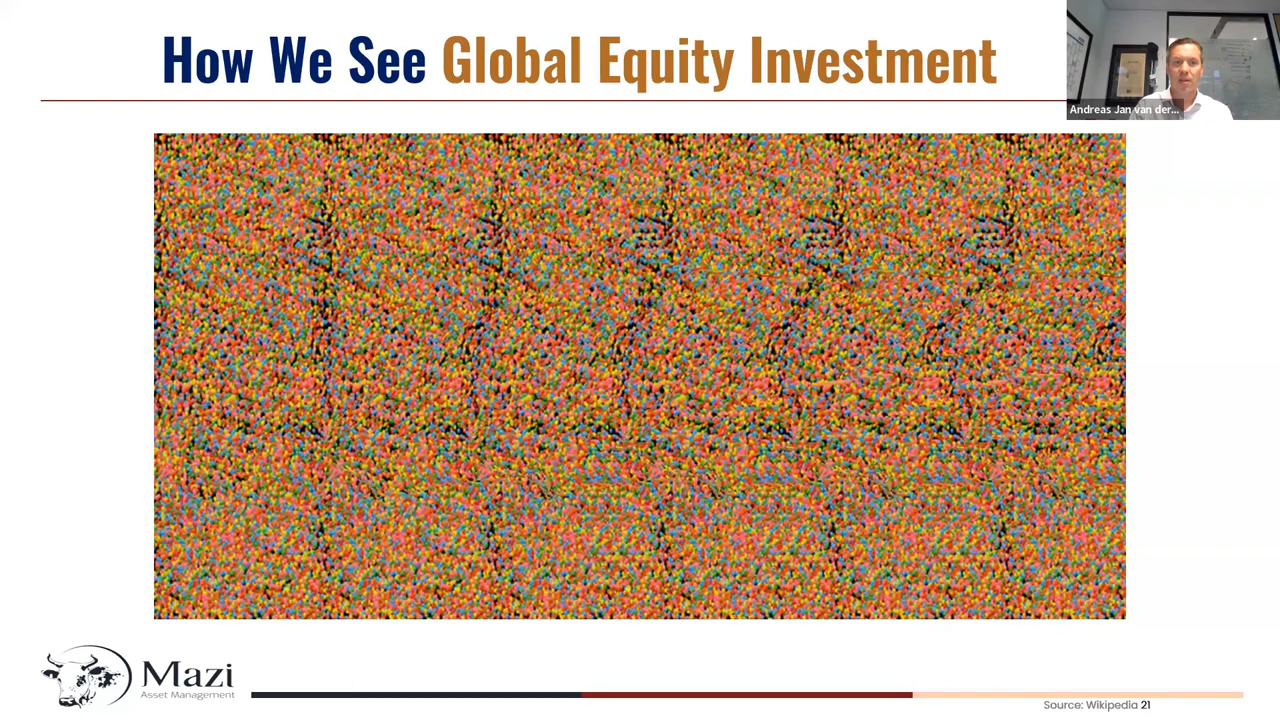 How We See Global Equity Investment
Andreas Jan van der...
Mazi
Asset Management
Source: Wikipedia 21